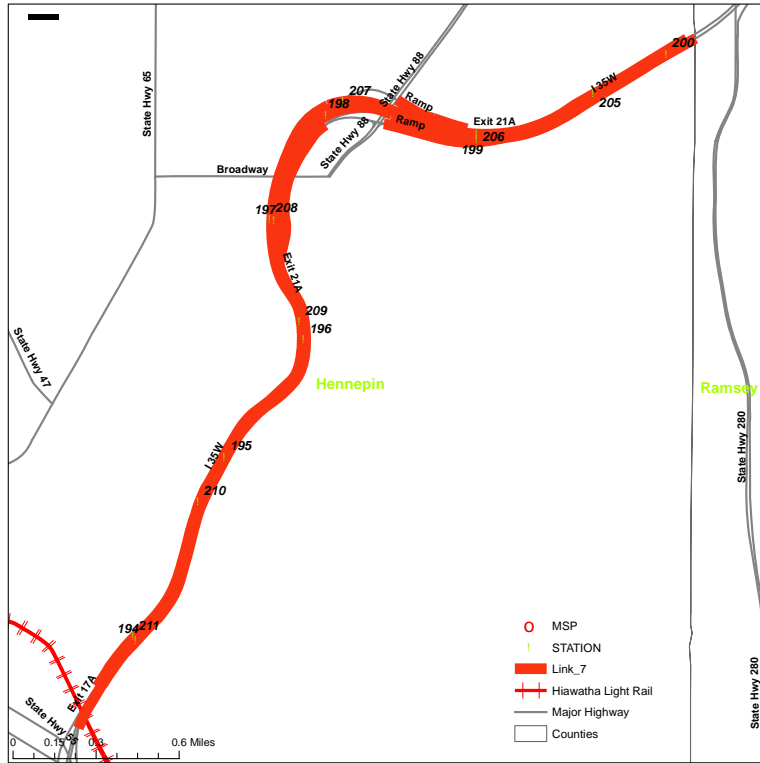 200
State Hwy 88
State Hwy 65
I 35W
207
Ramp
198
205
Ramp
Exit 21A
206
199
State Hwy 88
Broadway
197
208
Exit 21A
209
196
State Hwy 47
Hennepin
Ramsey
State Hwy 280
195
I 35W
210
194
211
MSP
STATION
Link_7
Hiawatha Light Rail
Major Highway
Counties
State Hwy 280
Exit 17A
State Hwy 55
0
0.15
0.3
0.6 Miles